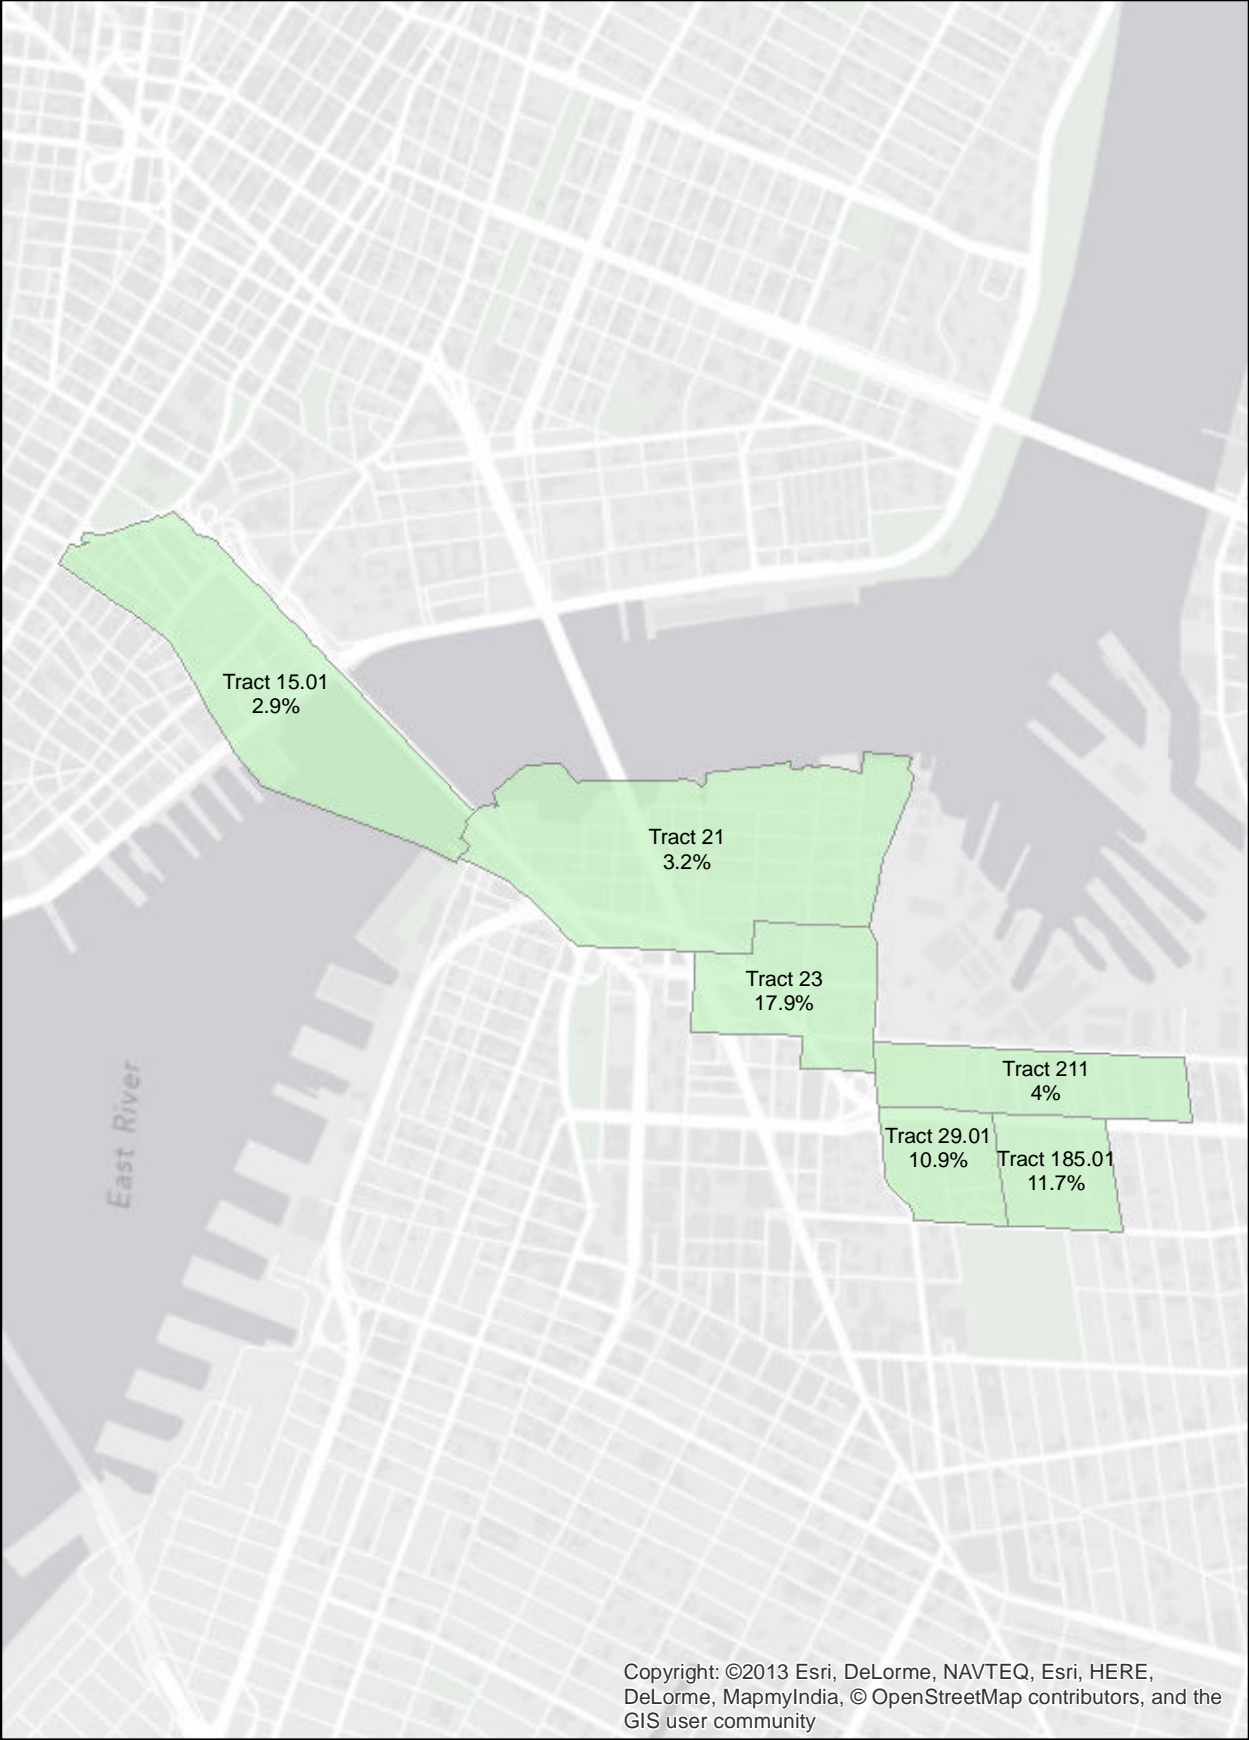 Tract 15.01
2.9%
Tract 21
3.2%
Tract 23
17.9%
Tract 211
4%
Tract 29.01
10.9%
Tract 185.01
11.7%
East River
Copyright: ©2013 Esri, DeLorme, NAVTEQ, Esri, HERE,
DeLorme, MapmyIndia, © OpenStreetMap contributors, and the
GIS user community